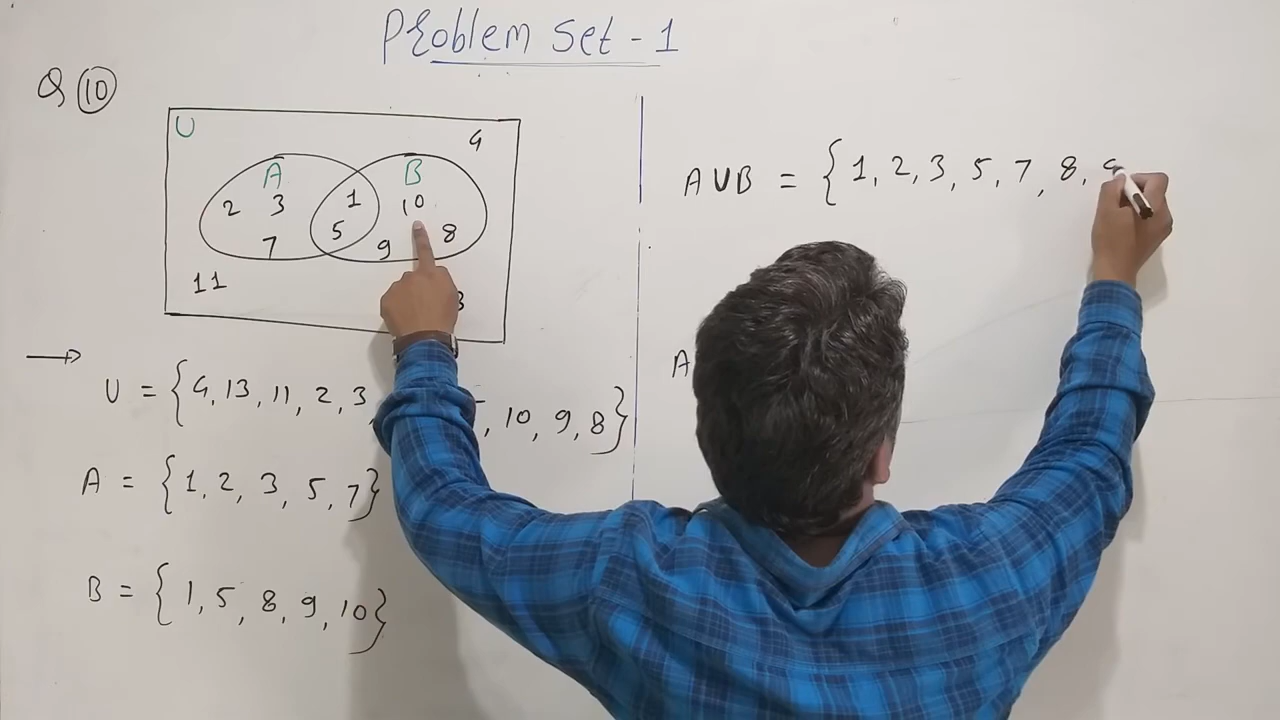 Problem Set - 1
Q 10
U
4
A
B
2 3 1 10
7 5 9 8
11
3
A U B = { 1, 2, 3, 5, 7, 8, 9
U = { 4, 13, 11, 2, 3
, 10, 9, 8 }
A
A = { 1, 2, 3, 5, 7 }
B = { 1, 5, 8, 9, 10 }